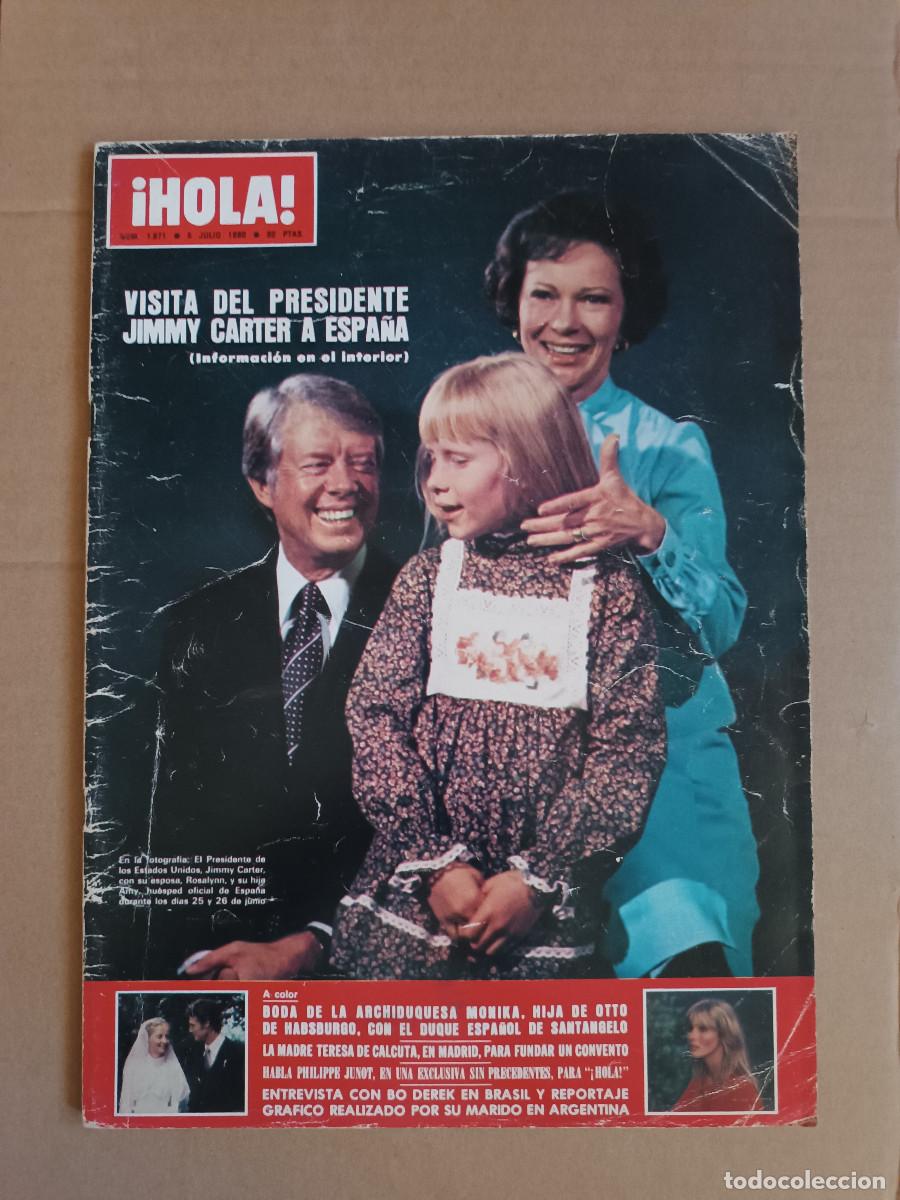 ¡HOLA!
NUM. 1.871 ● 5 JULIO 1980 ● 50 PTAS.
VISITA DEL PRESIDENTE
JIMMY CARTER A ESPAÑA
(Información en el interior)
En la fotografía: El Presidente de
los Estados Unidos, Jimmy Carter,
con su esposa, Rosalynn, y su hija
Amy, huésped oficial de España
durante los días 25 y 26 de junio
A color
BODA DE LA ARCHIDUQUESA MONIKA, HIJA DE OTTO
DE HABSBURGO, CON EL DUQUE ESPAÑOL DE SANTANGELO
LA MADRE TERESA DE CALCUTA, EN MADRID, PARA FUNDAR UN CONVENTO
HABLA PHILIPPE JUNOT, EN UNA EXCLUSIVA SIN PRECEDENTES, PARA "¡HOLA!"
ENTREVISTA CON BO DEREK EN BRASIL Y REPORTAJE
GRAFICO REALIZADO POR SU MARIDO EN ARGENTINA
todocoleccion